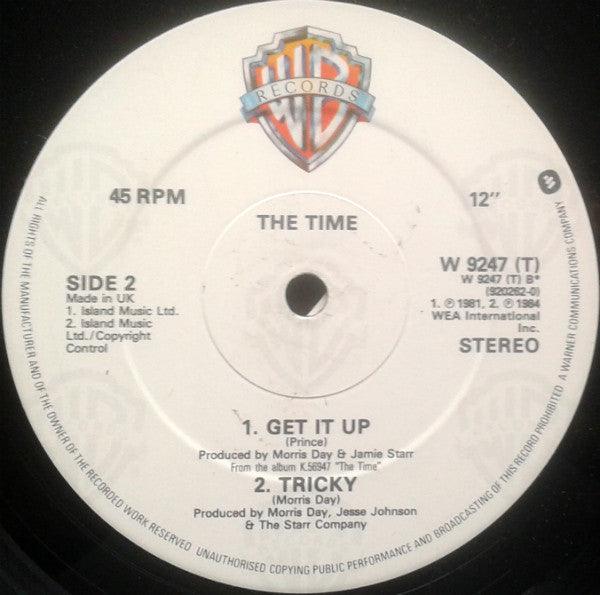 WB
RECORDS
45 RPM
12"
THE TIME
SIDE 2
Made in UK
1. Island Music Ltd.
2. Island Music
Ltd./Copyright
Control
W 9247 (T)
W 9247 (T) B*
(920262-0)
1. ℗ 1981, 2. ℗ 1984
WEA International
Inc.
STEREO
1. GET IT UP
(Prince)
Produced by Morris Day & Jamie Starr
From the album K.56947 "The Time"
2. TRICKY
(Morris Day)
Produced by Morris Day, Jesse Johnson
& The Starr Company
ALL RIGHTS OF THE MANUFACTURER AND OF THE OWNER OF THE RECORDED WORK RESERVED UNAUTHORISED COPYING PUBLIC PERFORMANCE AND BROADCASTING OF THIS RECORD PROHIBITED A WARNER COMMUNICATIONS COMPANY